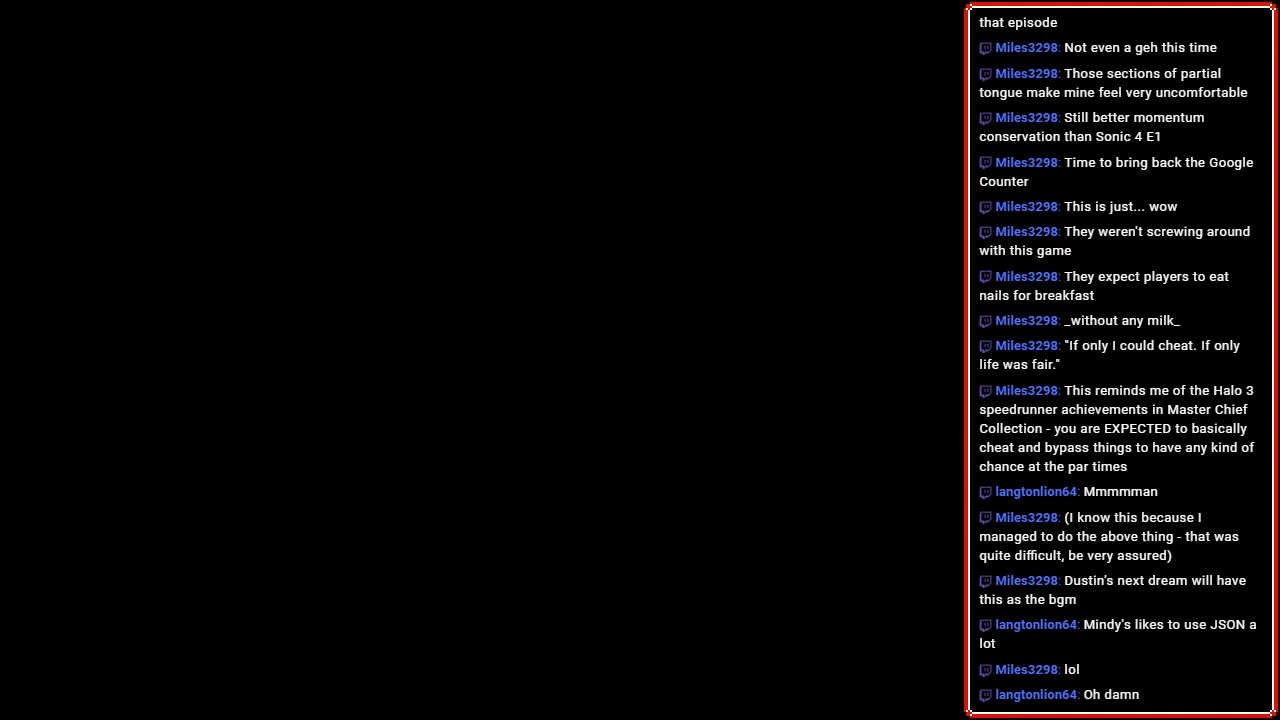 that episode
Miles3298: Not even a geh this time
Miles3298: Those sections of partial
tongue make mine feel very uncomfortable
Miles3298: Still better momentum
conservation than Sonic 4 E1
Miles3298: Time to bring back the Google
Counter
Miles3298: This is just... wow
Miles3298: They weren't screwing around
with this game
Miles3298: They expect players to eat
nails for breakfast
Miles3298: _without any milk_
Miles3298: "If only I could cheat. If only
life was fair."
Miles3298: This reminds me of the Halo 3
speedrunner achievements in Master Chief
Collection - you are EXPECTED to basically
cheat and bypass things to have any kind of
chance at the par times
langtonlion64: Mmmmman
Miles3298: (I know this because I
managed to do the above thing - that was
quite difficult, be very assured)
Miles3298: Dustin's next dream will have
this as the bgm
langtonlion64: Mindy's likes to use JSON a
lot
Miles3298: lol
langtonlion64: Oh damn